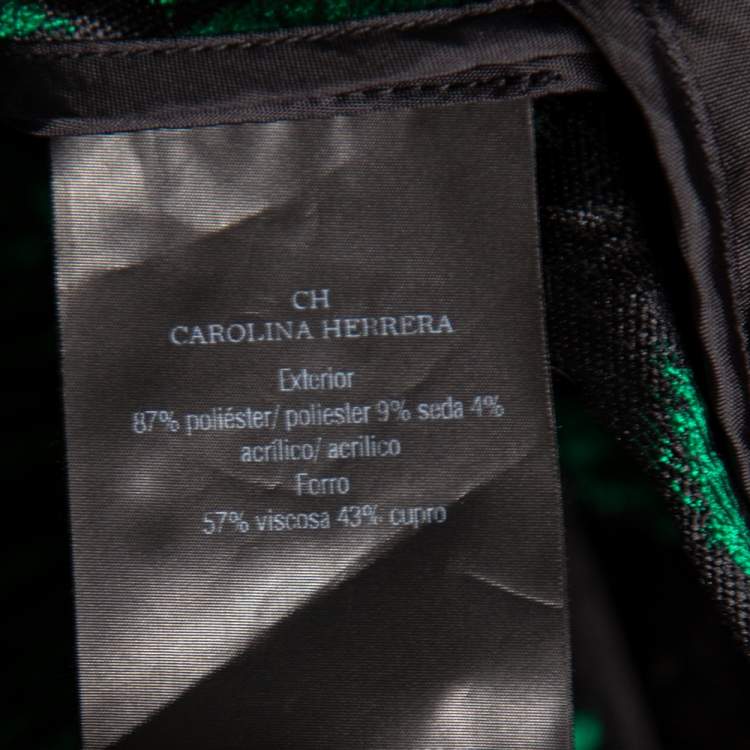 CH
CAROLINA HERRERA
Exterior
87% poliéster/ poliester 9% seda 4%
acrílico/ acrilico
Forro
57% viscosa 43% cupro